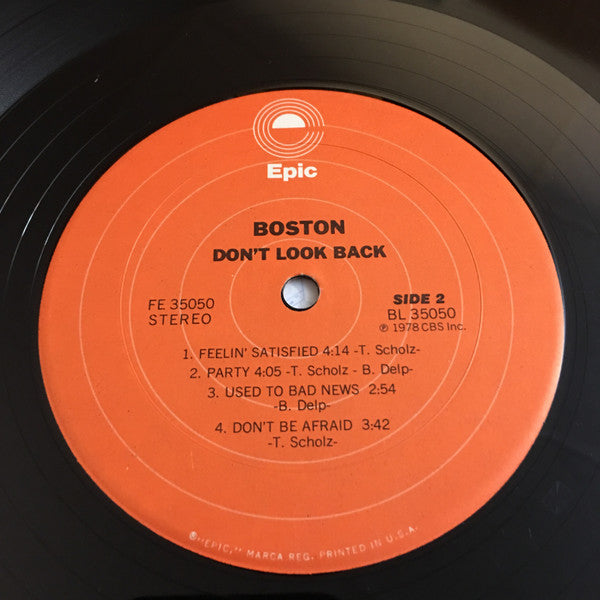 Epic
BOSTON
DON'T LOOK BACK
FE 35050
STEREO
SIDE 2
BL 35050
℗ 1978 CBS Inc.
1. FEELIN' SATISFIED 4:14 -T. Scholz-
2. PARTY 4:05 -T. Scholz - B. Delp-
3. USED TO BAD NEWS 2:54
-B. Delp-
4. DON'T BE AFRAID 3:42
-T. Scholz-
®"EPIC," MARCA REG. PRINTED IN U.S.A.